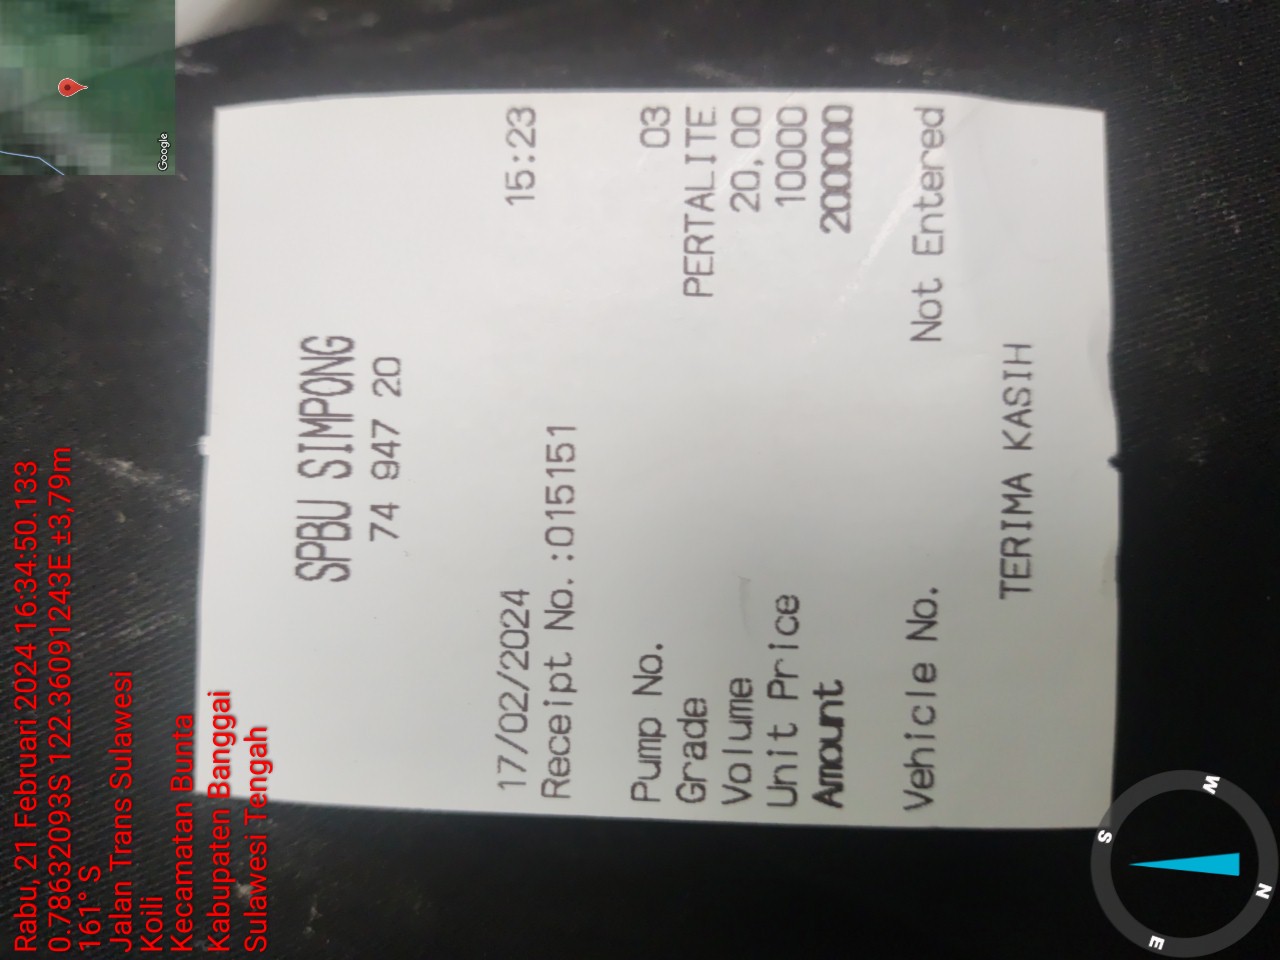 Rabu, 21 Februari 2024 16:34:50.133
0.78632093S 122.36091243E ±3,79m
161° S
Jalan Trans Sulawesi
Koili
Kecamatan Bunta
Kabupaten Banggai
Sulawesi Tengah
Google
SPBU SIMPONG
74 947 20
17/02/2024 15:23
Receipt No.:015151
Pump No. 03
Grade PERTALITE
Volume 20,00
Unit Price 10000
Amount 200000
Vehicle No. Not Entered
TERIMA KASIH
S
W
N
E